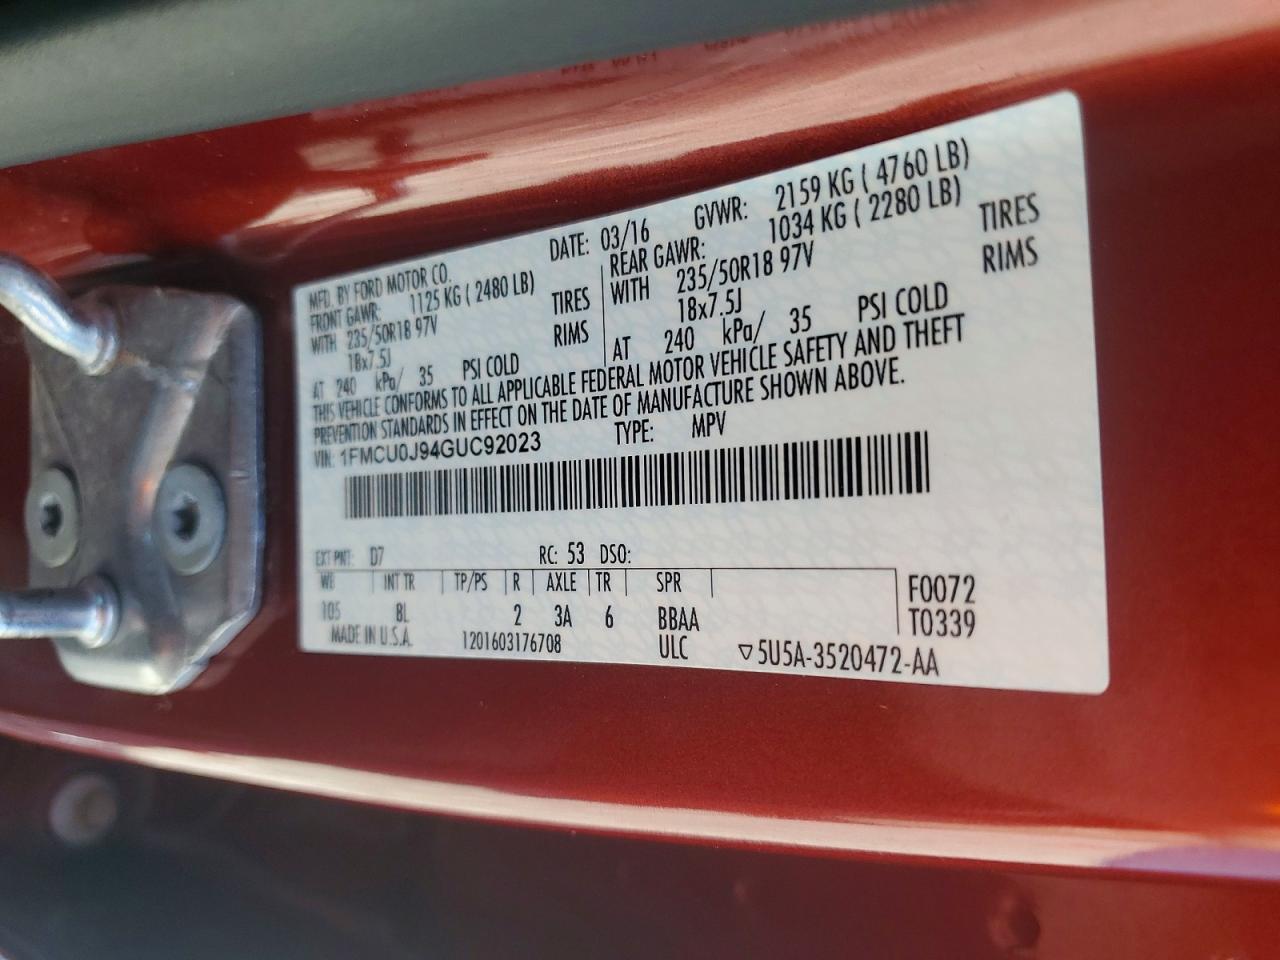 MFD. BY FORD MOTOR CO. DATE: 03/16 GVWR: 2159 KG ( 4760 LB)
FRONT GAWR: 1125 KG ( 2480 LB) REAR GAWR: 1034 KG ( 2280 LB)
WITH 235/50R18 97V TIRES WITH 235/50R18 97V TIRES
18x7.5J RIMS 18x7.5J RIMS
AT 240 kPa/ 35 PSI COLD AT 240 kPa/ 35 PSI COLD
THIS VEHICLE CONFORMS TO ALL APPLICABLE FEDERAL MOTOR VEHICLE SAFETY AND THEFT
PREVENTION STANDARDS IN EFFECT ON THE DATE OF MANUFACTURE SHOWN ABOVE.
VIN: 1FMCU0J94GUC92023 TYPE: MPV
EXT PNT: D7 RC: 53 DSO:
WB INT TR TP/PS R AXLE TR SPR F0072
105 8L 2 3A 6 BBAA T0339
MADE IN U.S.A. 1201603176708 ULC ▽5U5A-3520472-AA